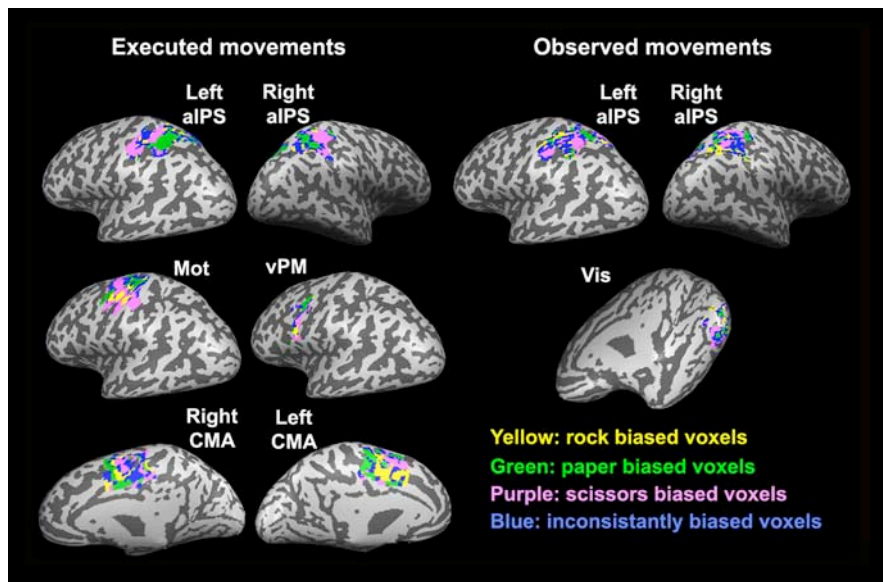 Executed movements
Observed movements
Left
aIPS
Right
aIPS
Left
aIPS
Right
aIPS
Mot
vPM
Vis
Right
CMA
Left
CMA
Yellow: rock biased voxels
Green: paper biased voxels
Purple: scissors biased voxels
Blue: inconsistantly biased voxels